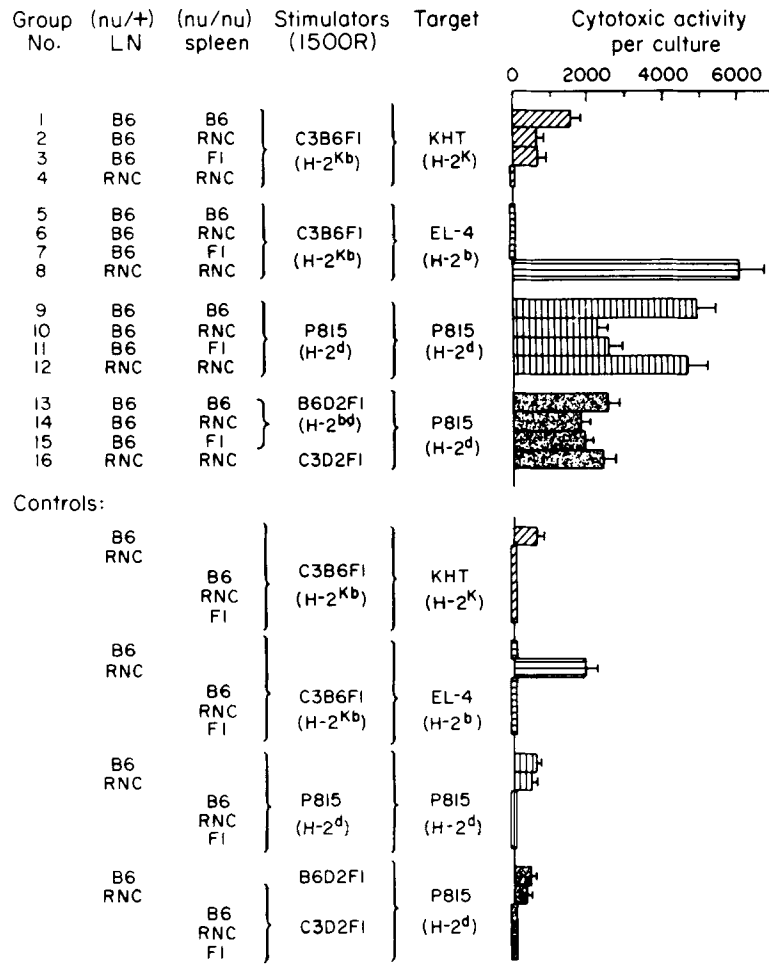 Group (nu/+) (nu/nu) Stimulators Target Cytotoxic activity
No. LN spleen (1500R) per culture
0 2000 4000 6000
1 B6 B6
2 B6 RNC C3B6F1 KHT
3 B6 F1 (H-2Kb) (H-2K)
4 RNC RNC
5 B6 B6
6 B6 RNC C3B6F1 EL-4
7 B6 F1 (H-2Kb) (H-2b)
8 RNC RNC
9 B6 B6
10 B6 RNC P815 P815
11 B6 F1 (H-2d) (H-2d)
12 RNC RNC
13 B6 B6 B6D2F1
14 B6 RNC (H-2bd) P815
15 B6 F1 (H-2d)
16 RNC RNC C3D2F1
Controls:
B6
RNC
B6 C3B6F1 KHT
RNC (H-2Kb) (H-2K)
F1
B6
RNC
B6 C3B6F1 EL-4
RNC (H-2Kb) (H-2b)
F1
B6
RNC
B6 P815 P815
RNC (H-2d) (H-2d)
F1
B6 B6D2F1
RNC P815
B6 (H-2d)
RNC C3D2F1
F1